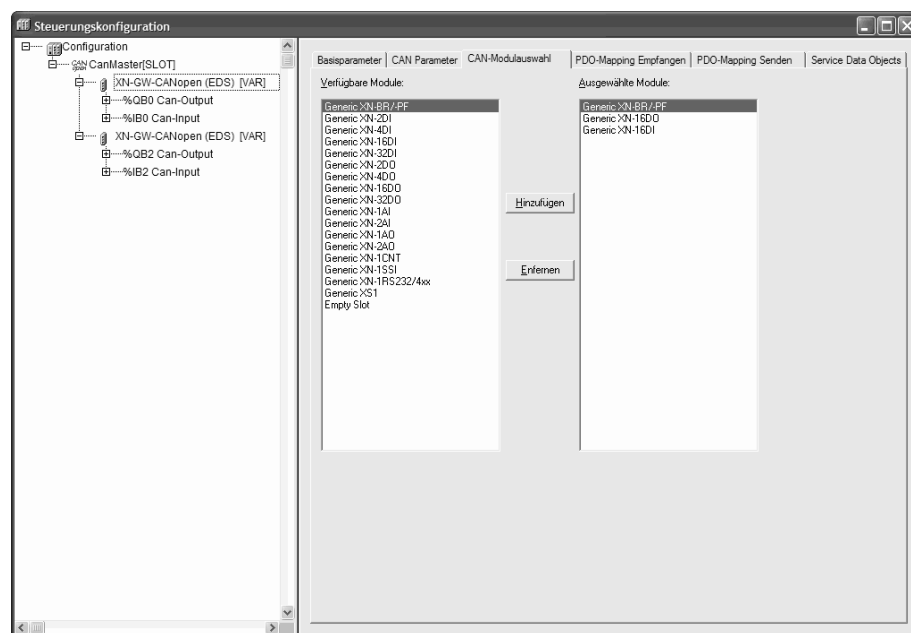 Steuerungskonfiguration
Configuration
CanMaster[SLOT]
XN-GW-CANopen (EDS) [VAR]
%QB0 Can-Output
%IB0 Can-Input
XN-GW-CANopen (EDS) [VAR]
%QB2 Can-Output
%IB2 Can-Input
Basisparameter
CAN Parameter
CAN-Modulauswahl
PDO-Mapping Empfangen
PDO-Mapping Senden
Service Data Objects
Verfügbare Module:
Generic XN-BR/-PF
Generic XN-2DI
Generic XN-4DI
Generic XN-16DI
Generic XN-32DI
Generic XN-2DO
Generic XN-4DO
Generic XN-16DO
Generic XN-32DO
Generic XN-1AI
Generic XN-2AI
Generic XN-1AO
Generic XN-2AO
Generic XN-1CNT
Generic XN-1SSI
Generic XN-1RS232/4xx
Generic XS1
Empty Slot
Hinzufügen
Enfernen
Ausgewählte Module:
Generic XN-BR/-PF
Generic XN-16DO
Generic XN-16DI